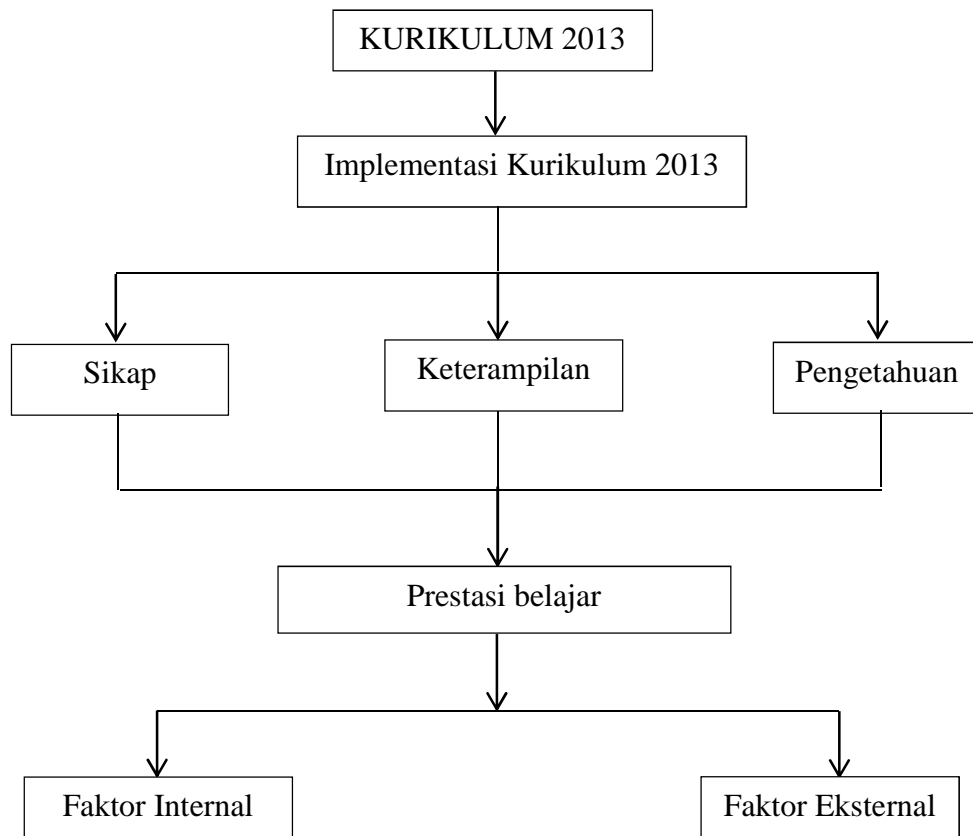 KURIKULUM 2013
Implementasi Kurikulum 2013
Sikap
Keterampilan
Pengetahuan
Prestasi belajar
Faktor Internal
Faktor Eksternal